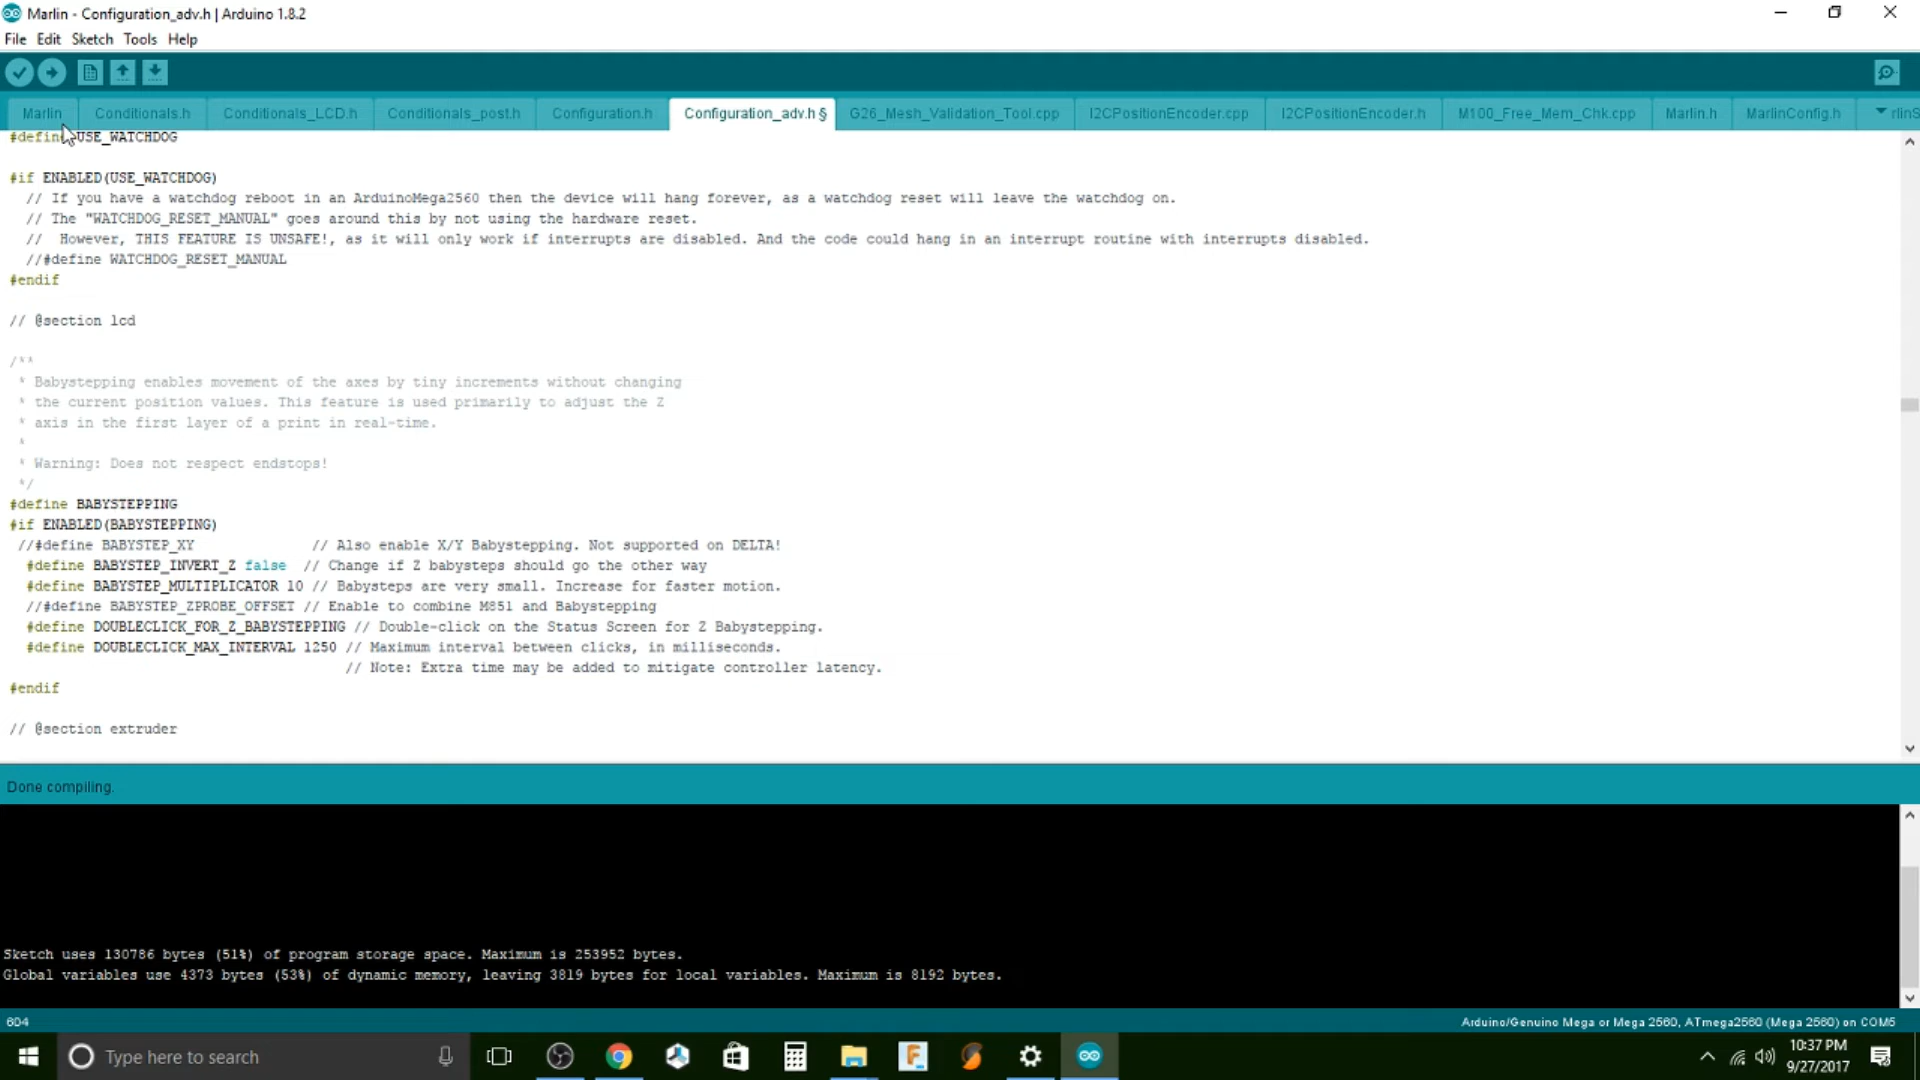 Marlin - Configuration_adv.h | Arduino 1.8.2
File Edit Sketch Tools Help
Marlin Conditionals.h Conditionals_LCD.h Conditionals_post.h Configuration.h Configuration_adv.h § G26_Mesh_Validation_Tool.cpp I2CPositionEncoder.cpp I2CPositionEncoder.h M100_Free_Mem_Chk.cpp Marlin.h MarlinConfig.h rlinS
#define USE_WATCHDOG
#if ENABLED(USE_WATCHDOG)
// If you have a watchdog reboot in an ArduinoMega2560 then the device will hang forever, as a watchdog reset will leave the watchdog on.
// The "WATCHDOG_RESET_MANUAL" goes around this by not using the hardware reset.
//  However, THIS FEATURE IS UNSAFE!, as it will only work if interrupts are disabled. And the code could hang in an interrupt routine with interrupts disabled.
//#define WATCHDOG_RESET_MANUAL
#endif
// @section lcd
/**
* Babystepping enables movement of the axes by tiny increments without changing
* the current position values. This feature is used primarily to adjust the Z
* axis in the first layer of a print in real-time.
*
* Warning: Does not respect endstops!
*/
#define BABYSTEPPING
#if ENABLED(BABYSTEPPING)
//#define BABYSTEP_XY // Also enable X/Y Babystepping. Not supported on DELTA!
#define BABYSTEP_INVERT_Z false // Change if Z babysteps should go the other way
#define BABYSTEP_MULTIPLICATOR 10 // Babysteps are very small. Increase for faster motion.
//#define BABYSTEP_ZPROBE_OFFSET // Enable to combine M851 and Babystepping
#define DOUBLECLICK_FOR_Z_BABYSTEPPING // Double-click on the Status Screen for Z Babystepping.
#define DOUBLECLICK_MAX_INTERVAL 1250 // Maximum interval between clicks, in milliseconds.
// Note: Extra time may be added to mitigate controller latency.
#endif
// @section extruder
Done compiling.
Sketch uses 130786 bytes (51%) of program storage space. Maximum is 253952 bytes.
Global variables use 4373 bytes (53%) of dynamic memory, leaving 3819 bytes for local variables. Maximum is 8192 bytes.
604 Arduino/Genuino Mega or Mega 2560, ATmega2560 (Mega 2560) on COM5
Type here to search
10:37 PM
9/27/2017